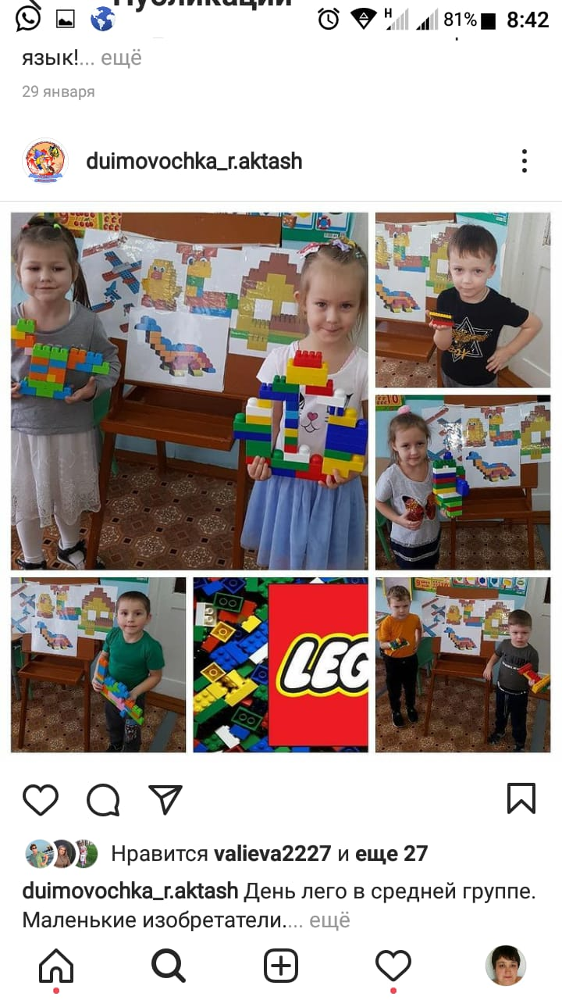 Публикации
H 81% 8:42
язык!... ещё
29 января
duimovochka_r.aktash
LEG
Нравится valieva2227 и еще 27
duimovochka_r.aktash День лего в средней группе.
Маленькие изобретатели.... ещё